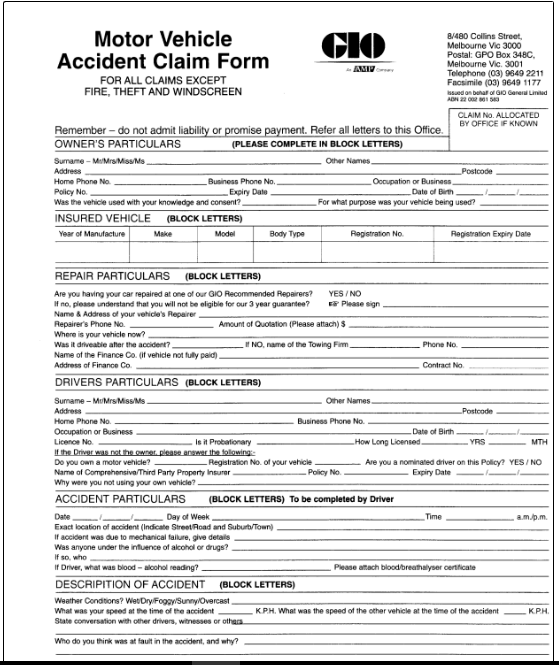 Motor Vehicle
Accident Claim Form
FOR ALL CLAIMS EXCEPT
FIRE, THEFT AND WINDSCREEN
GIO
An AMP Company
8/480 Collins Street,
Melbourne Vic 3000
Postal: GPO Box 348C,
Melbourne Vic. 3001
Telephone (03) 9649 2211
Facsimile (03) 9649 1177
Issued on behalf of GIO General Limited
ABN 22 002 861 583
CLAIM No. ALLOCATED
BY OFFICE IF KNOWN
Remember – do not admit liability or promise payment. Refer all letters to this Office.
OWNER'S PARTICULARS (PLEASE COMPLETE IN BLOCK LETTERS)
Surname – Mr/Mrs/Miss/Ms Other Names
Address Postcode
Home Phone No. Business Phone No. Occupation or Business
Policy No. Expiry Date Date of Birth / /
Was the vehicle used with your knowledge and consent? For what purpose was your vehicle being used?
INSURED VEHICLE (BLOCK LETTERS)
Year of Manufacture Make Model Body Type Registration No. Registration Expiry Date
REPAIR PARTICULARS (BLOCK LETTERS)
Are you having your car repaired at one of our GIO Recommended Repairers? YES / NO
If no, please understand that you will not be eligible for our 3 year guarantee? ☞ Please sign
Name & Address of your vehicle's Repairer
Repairer's Phone No. Amount of Quotation (Please attach) $
Where is your vehicle now?
Was it driveable after the accident? If NO, name of the Towing Firm Phone No.
Name of the Finance Co. (if vehicle not fully paid)
Address of Finance Co. Contract No.
DRIVERS PARTICULARS (BLOCK LETTERS)
Surname – Mr/Mrs/Miss/Ms Other Names
Address Postcode
Home Phone No. Business Phone No.
Occupation or Business Date of Birth / /
Licence No. Is it Probationary How Long Licensed YRS MTH
If the Driver was not the owner, please answer the following:-
Do you own a motor vehicle? Registration No. of your vehicle Are you a nominated driver on this Policy? YES / NO
Name of Comprehensive/Third Party Property Insurer Policy No. Expiry Date / /
Why were you not using your own vehicle?
ACCIDENT PARTICULARS (BLOCK LETTERS) To be completed by Driver
Date / / Day of Week Time a.m./p.m.
Exact location of accident (Indicate Street/Road and Suburb/Town)
If accident was due to mechanical failure, give details
Was anyone under the influence of alcohol or drugs?
If so, who
If Driver, what was blood – alcohol reading? Please attach blood/breathalyser certificate
DESCRIPTION OF ACCIDENT (BLOCK LETTERS)
Weather Conditions? Wet/Dry/Foggy/Sunny/Overcast
What was your speed at the time of the accident K.P.H. What was the speed of the other vehicle at the time of the accident K.P.H.
State conversation with other drivers, witnesses or others
Who do you think was at fault in the accident, and why?